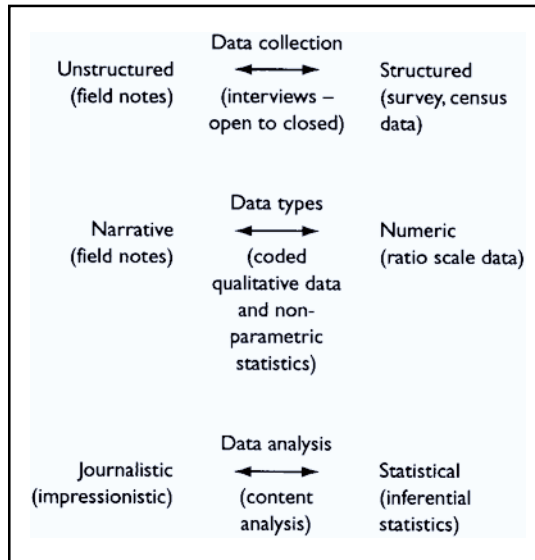 Data collection
Unstructured Structured
(field notes) (interviews – (survey, census
open to closed) data)
Data types
Narrative Numeric
(field notes) (coded (ratio scale data)
qualitative data
and non-
parametric
statistics)
Data analysis
Journalistic Statistical
(impressionistic) (content (inferential
analysis) statistics)